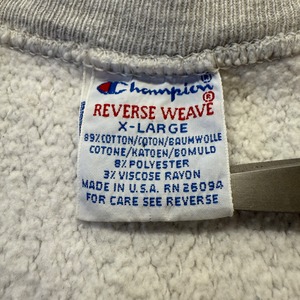 Champion®
REVERSE WEAVE®
X-LARGE
89% COTTON/COTON/BAUMWOLLE
COTONE/KATOEN/BOMULD
8% POLYESTER
3% VISCOSE RAYON
MADE IN U.S.A. RN 26094
FOR CARE SEE REVERSE